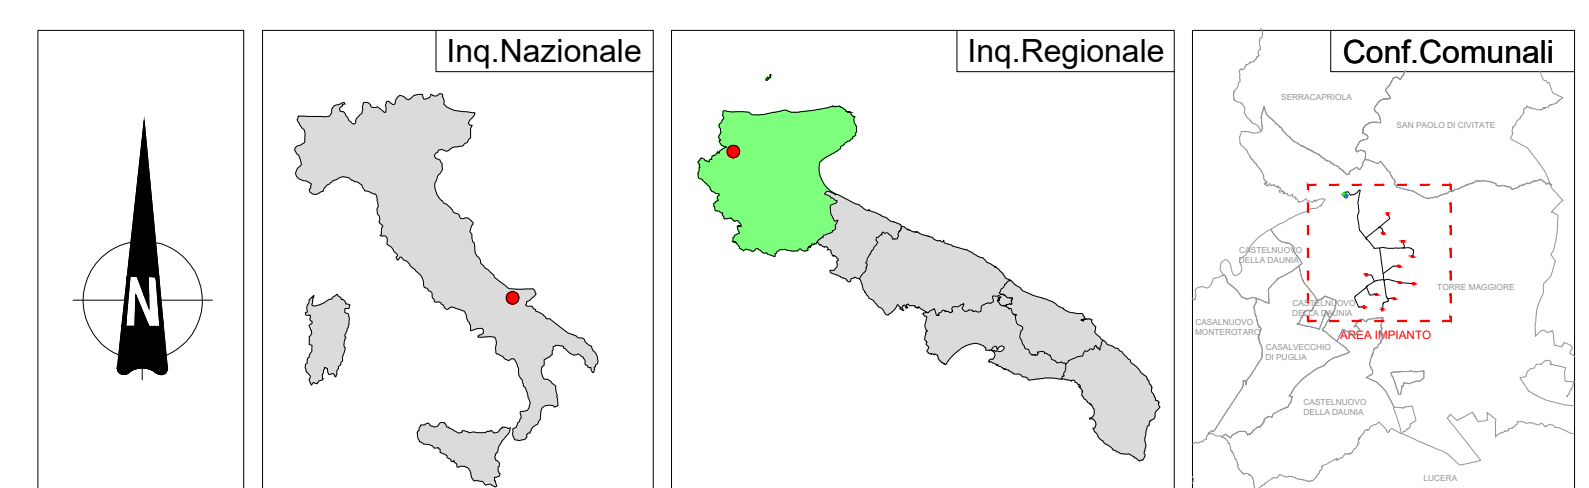 N
Inq.Nazionale
Inq.Regionale
Conf.Comunali
SERRACAPRIOLA
SAN PAOLO DI CIVITATE
CASTELNUOVO
DELLA DAUNIA
TORRE MAGGIORE
CASTELNUOVO
DELLA DAUNIA
CASALNUOVO
MONTEROTARO
AREA IMPIANTO
CASALVECCHIO
DI PUGLIA
CASTELNUOVO
DELLA DAUNIA
LUCERA